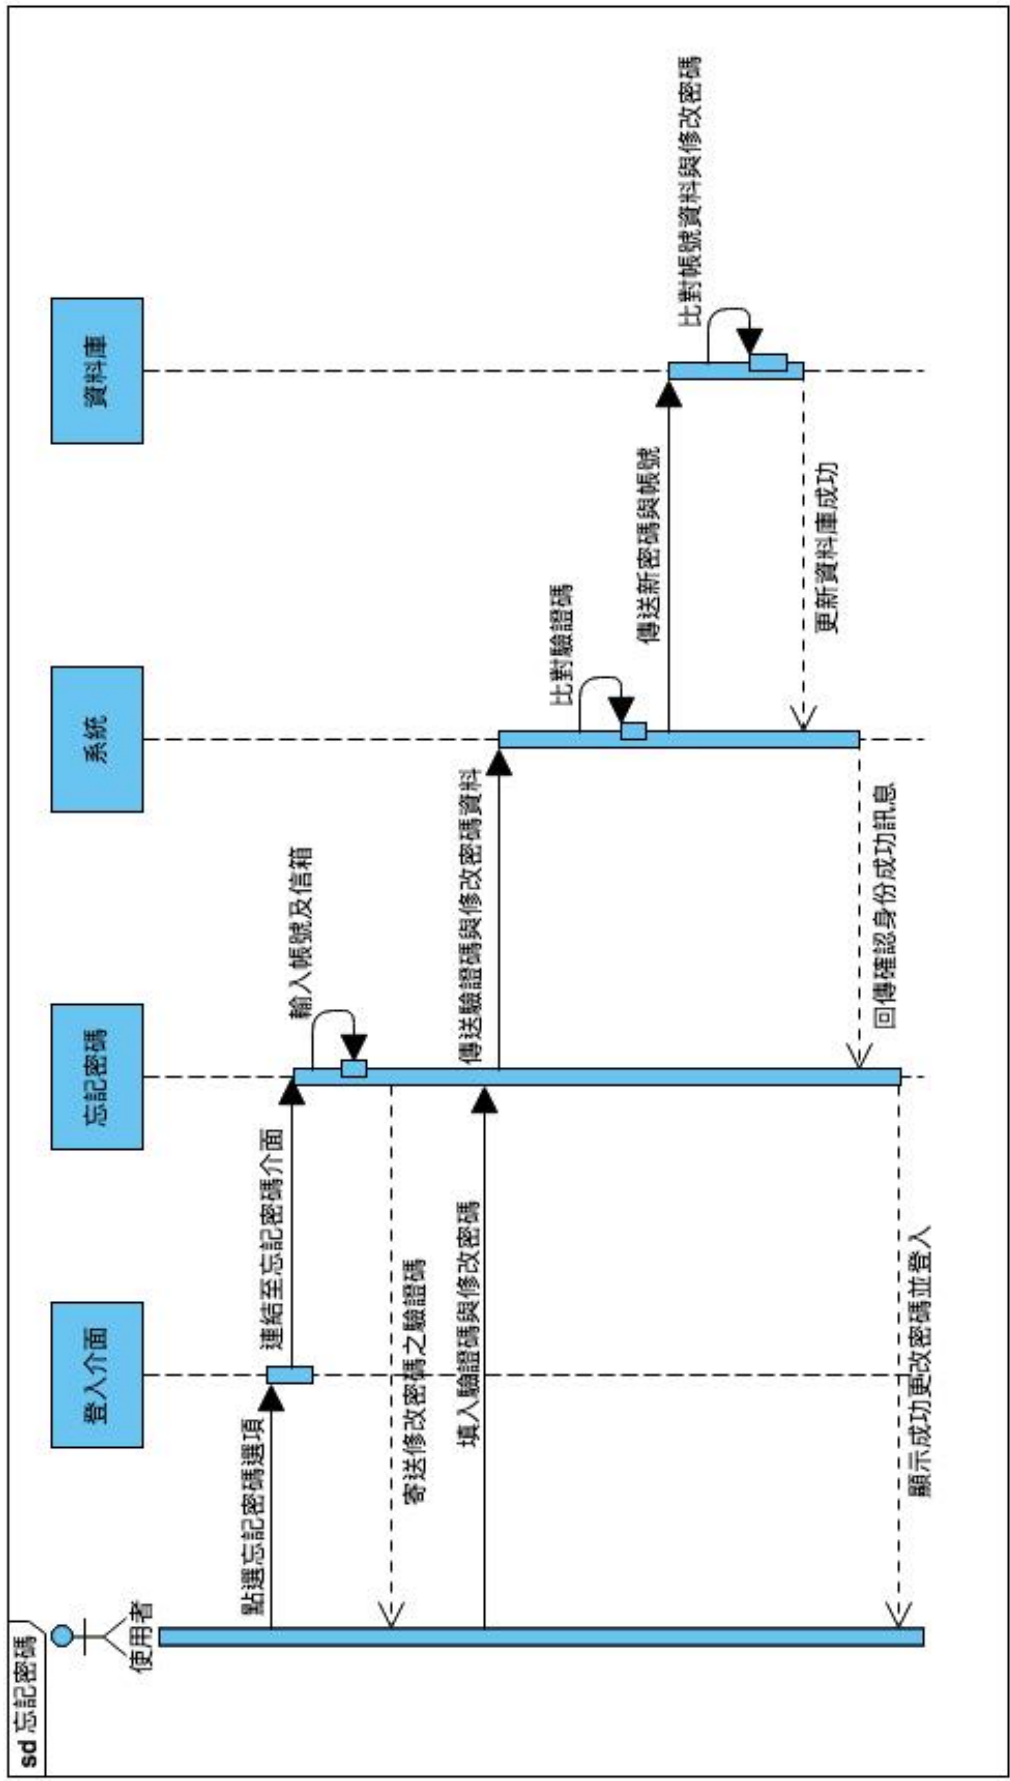 sd 忘記密碼
使用者
登入介面
忘記密碼
系統
資料庫
點選忘記密碼選項
連結至忘記密碼介面
輸入帳號及信箱
寄送修改密碼之驗證碼
填入驗證碼與修改密碼
傳送驗證碼與修改密碼資料
比對驗證碼
傳送新密碼與帳號
比對帳號資料與修改密碼
更新資料庫成功
回傳確認身份成功訊息
顯示成功更改密碼並登入